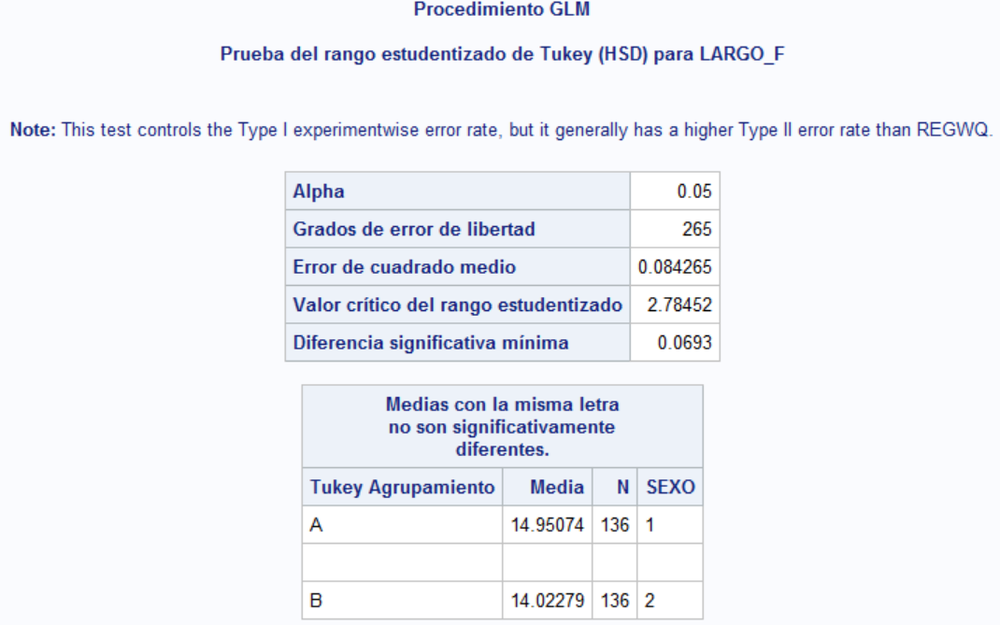 Procedimiento GLM
Prueba del rango estudentizado de Tukey (HSD) para LARGO_F
Note: This test controls the Type I experimentwise error rate, but it generally has a higher Type II error rate than REGWQ.
Alpha 0.05
Grados de error de libertad 265
Error de cuadrado medio 0.084265
Valor crítico del rango estudentizado 2.78452
Diferencia significativa mínima 0.0693
Medias con la misma letra
no son significativamente
diferentes.
Tukey Agrupamiento Media N SEXO
A 14.95074 136 1
B 14.02279 136 2